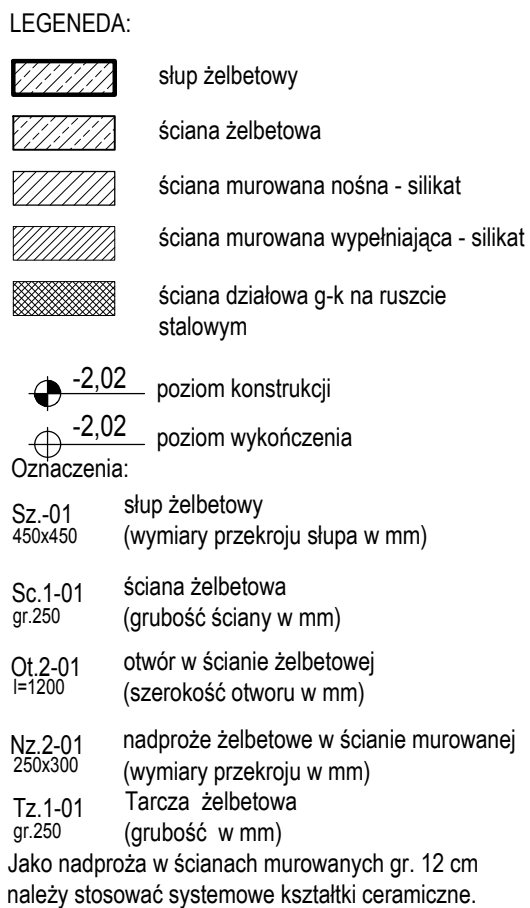 LEGENEDA:
słup żelbetowy
ściana żelbetowa
ściana murowana nośna - silikat
ściana murowana wypełniająca - silikat
ściana działowa g-k na ruszcie
stalowym
-2,02 poziom konstrukcji
-2,02 poziom wykończenia
Oznaczenia:
Sz.-01 słup żelbetowy
450x450 (wymiary przekroju słupa w mm)
Sc.1-01 ściana żelbetowa
gr.250 (grubość ściany w mm)
Ot.2-01 otwór w ścianie żelbetowej
l=1200 (szerokość otworu w mm)
Nz.2-01 nadproże żelbetowe w ścianie murowanej
250x300 (wymiary przekroju w mm)
Tz.1-01 Tarcza żelbetowa
gr.250 (grubość w mm)
Jako nadproża w ścianach murowanych gr. 12 cm
należy stosować systemowe kształtki ceramiczne.